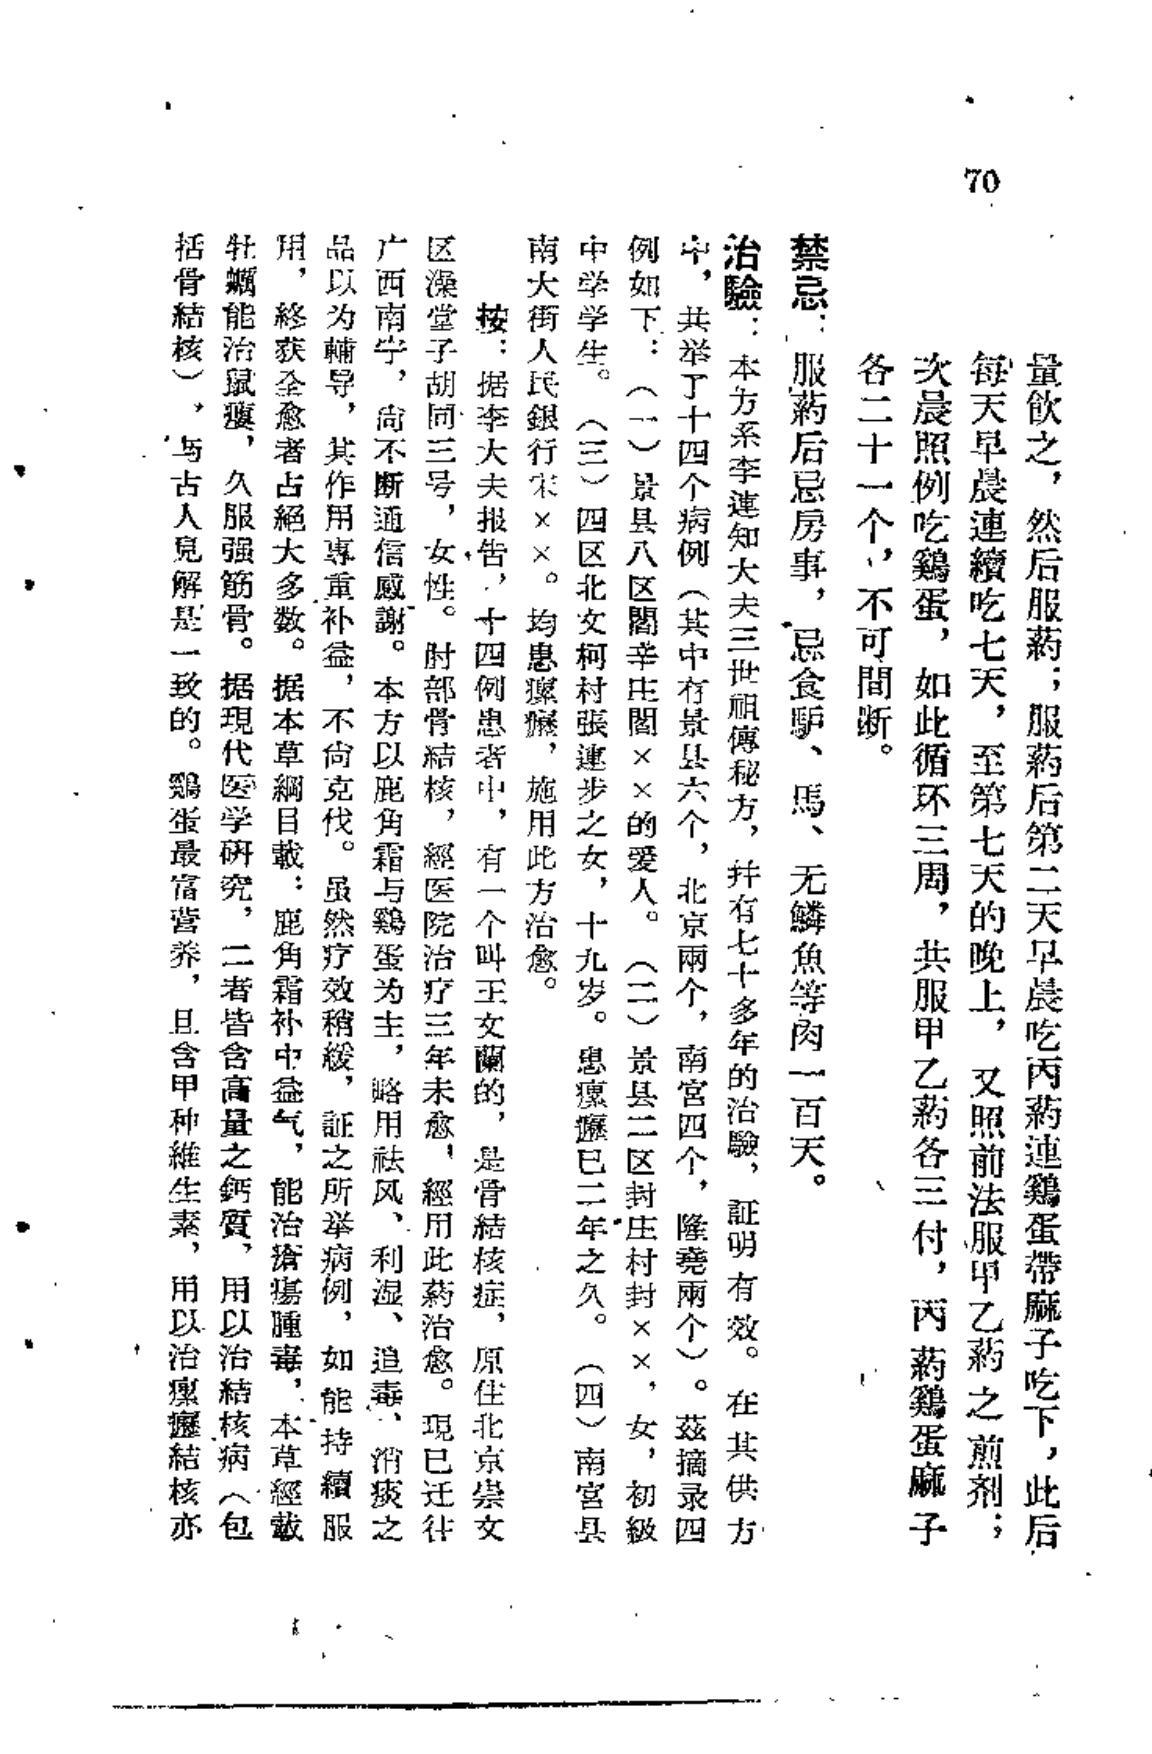 70
量飲之，然后服葯；服葯后第二天早晨吃丙葯連鷄蛋帶麻子吃下，此后
每天早晨連續吃七天，至第七天的晚上，又照前法服甲乙葯之煎剂；
次晨照例吃鷄蛋，如此循环三周，共服甲乙葯各三付，丙葯鷄蛋麻子
各二十一个，不可間断。
禁忌：服葯后忌房事，忌食馿、馬、无鱗魚等肉一百天。
治驗：本方系李連知大夫三世祖傳秘方，幷有七十多年的治驗，証明有效。在其供方
中，共举了十四个病例（其中有景县六个，北京兩个，南宮四个，隆堯兩个）。茲摘录四
例如下：（一）景县八区閻辛庄閻××的爱人。（二）景县二区封庄村封××，女，初級
中学学生。（三）四区北文柯村張連步之女，十九岁。患瘰癧已二年之久。（四）南宮县
南大街人民銀行宋××。均患瘰癧，施用此方治愈。
按：据李大夫报告，十四例患者中，有一个叫王文蘭的，是骨結核症，原住北京崇文
区澡堂子胡同三号，女性。肘部骨結核，經医院治疗三年未愈，經用此葯治愈。現已迁往
广西南宁，尙不断通信感謝。本方以鹿角霜与鷄蛋为主，略用祛风、利湿、追毒、消痰之
品以为輔导，其作用專重补益，不尙克伐。虽然疗效稍緩，証之所举病例，如能持續服
用，終获全愈者占絕大多数。据本草綱目載：鹿角霜补中益气，能治瘡瘍腫毒，本草經載
牡蠣能治鼠瘻，久服强筋骨。据現代医学研究，二者皆含高量之鈣質，用以治結核病（包
括骨結核），与古人見解是一致的。鷄蛋最富营养，且含甲种維生素，用以治瘰癧結核亦